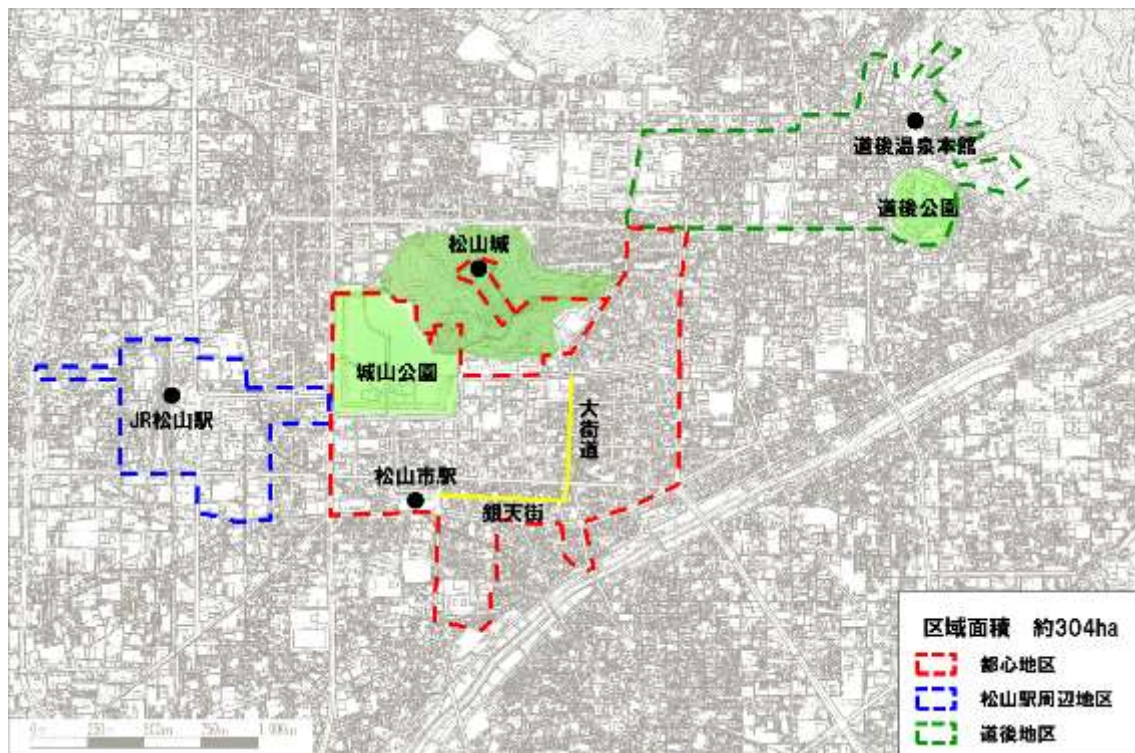 道後温泉本館
道後公園
松山城
城山公園
JR松山駅
大街道
松山市駅
銀天街
区域面積　約304ha
都心地区
松山駅周辺地区
道後地区